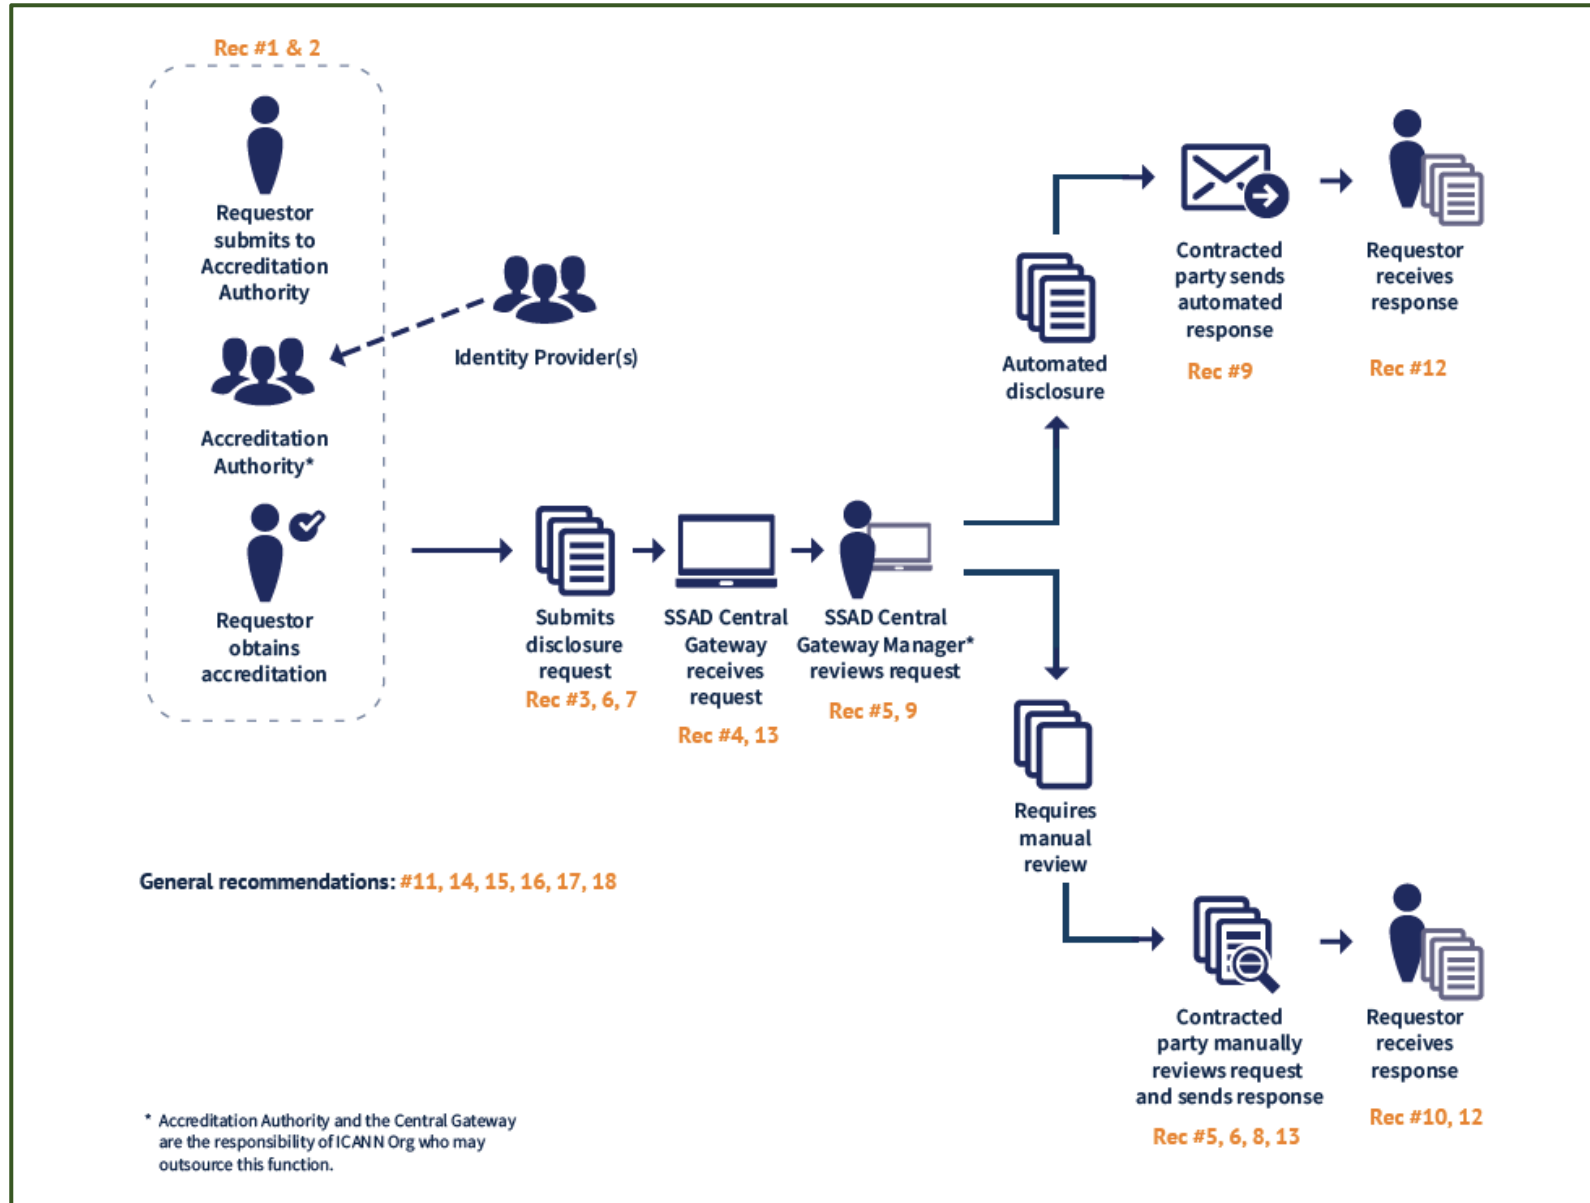 Rec #1 & 2
Requestor
submits to
Accreditation
Authority
Identity Provider(s)
Accreditation
Authority*
Requestor
obtains
accreditation
Submits
disclosure
request
Rec #3, 6, 7
SSAD Central
Gateway
receives
request
Rec #4, 13
SSAD Central
Gateway Manager*
reviews request
Rec #5, 9
Automated
disclosure
Contracted
party sends
automated
response
Rec #9
Requestor
receives
response
Rec #12
Requires
manual
review
Contracted
party manually
reviews request
and sends response
Rec #5, 6, 8, 13
Requestor
receives
response
Rec #10, 12
General recommendations: #11, 14, 15, 16, 17, 18
* Accreditation Authority and the Central Gateway
are the responsibility of ICANN Org who may
outsource this function.